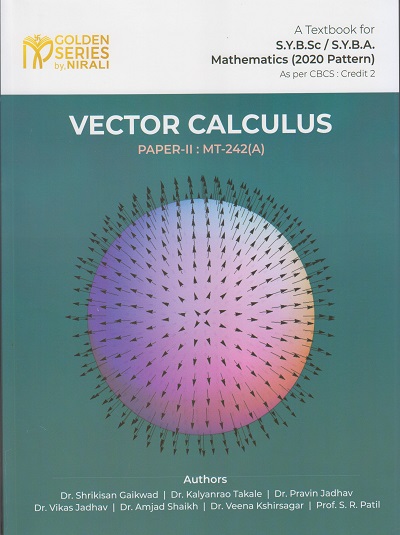 GOLDEN
SERIES
by NIRALI
A Textbook for
S.Y.B.Sc / S.Y.B.A.
Mathematics (2020 Pattern)
As per CBCS : Credit 2
VECTOR CALCULUS
PAPER-II : MT-242(A)
Authors
Dr. Shrikisan Gaikwad | Dr. Kalyanrao Takale | Dr. Pravin Jadhav
Dr. Vikas Jadhav | Dr. Amjad Shaikh | Dr. Veena Kshirsagar | Prof. S. R. Patil